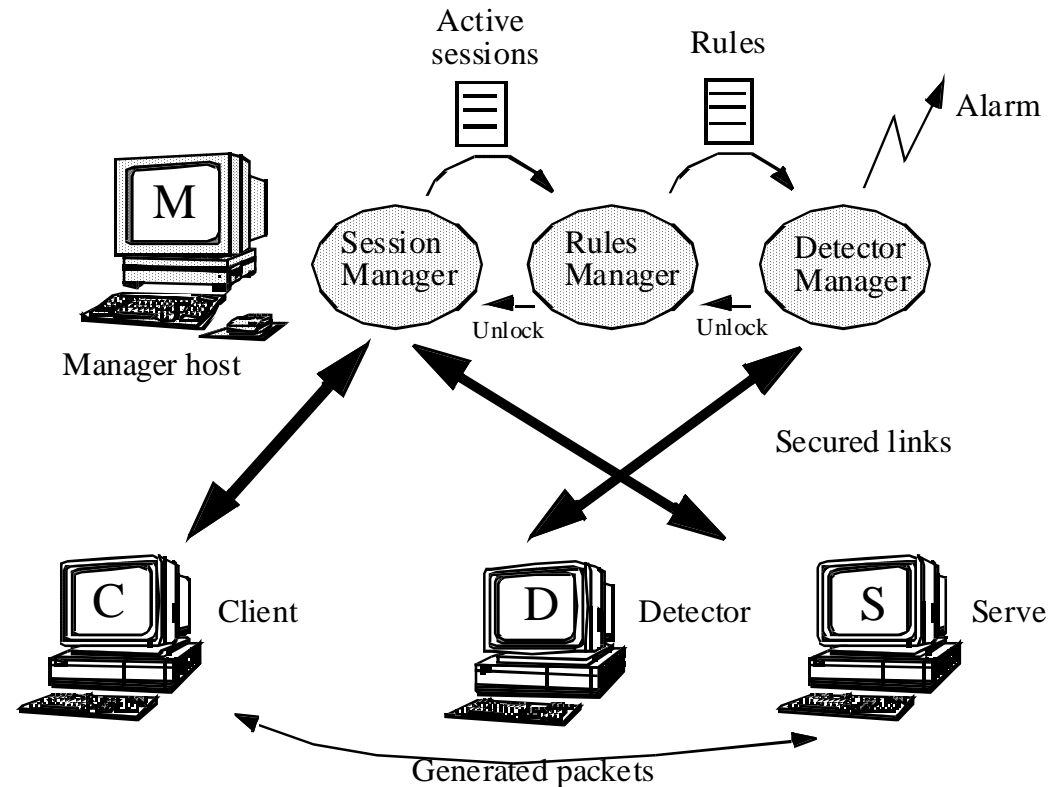 Active
sessions
Rules
Alarm
M
Session
Manager
Rules
Manager
Detector
Manager
Unlock
Unlock
Manager host
Secured links
C
Client
D
Detector
S
Serve
Generated packets